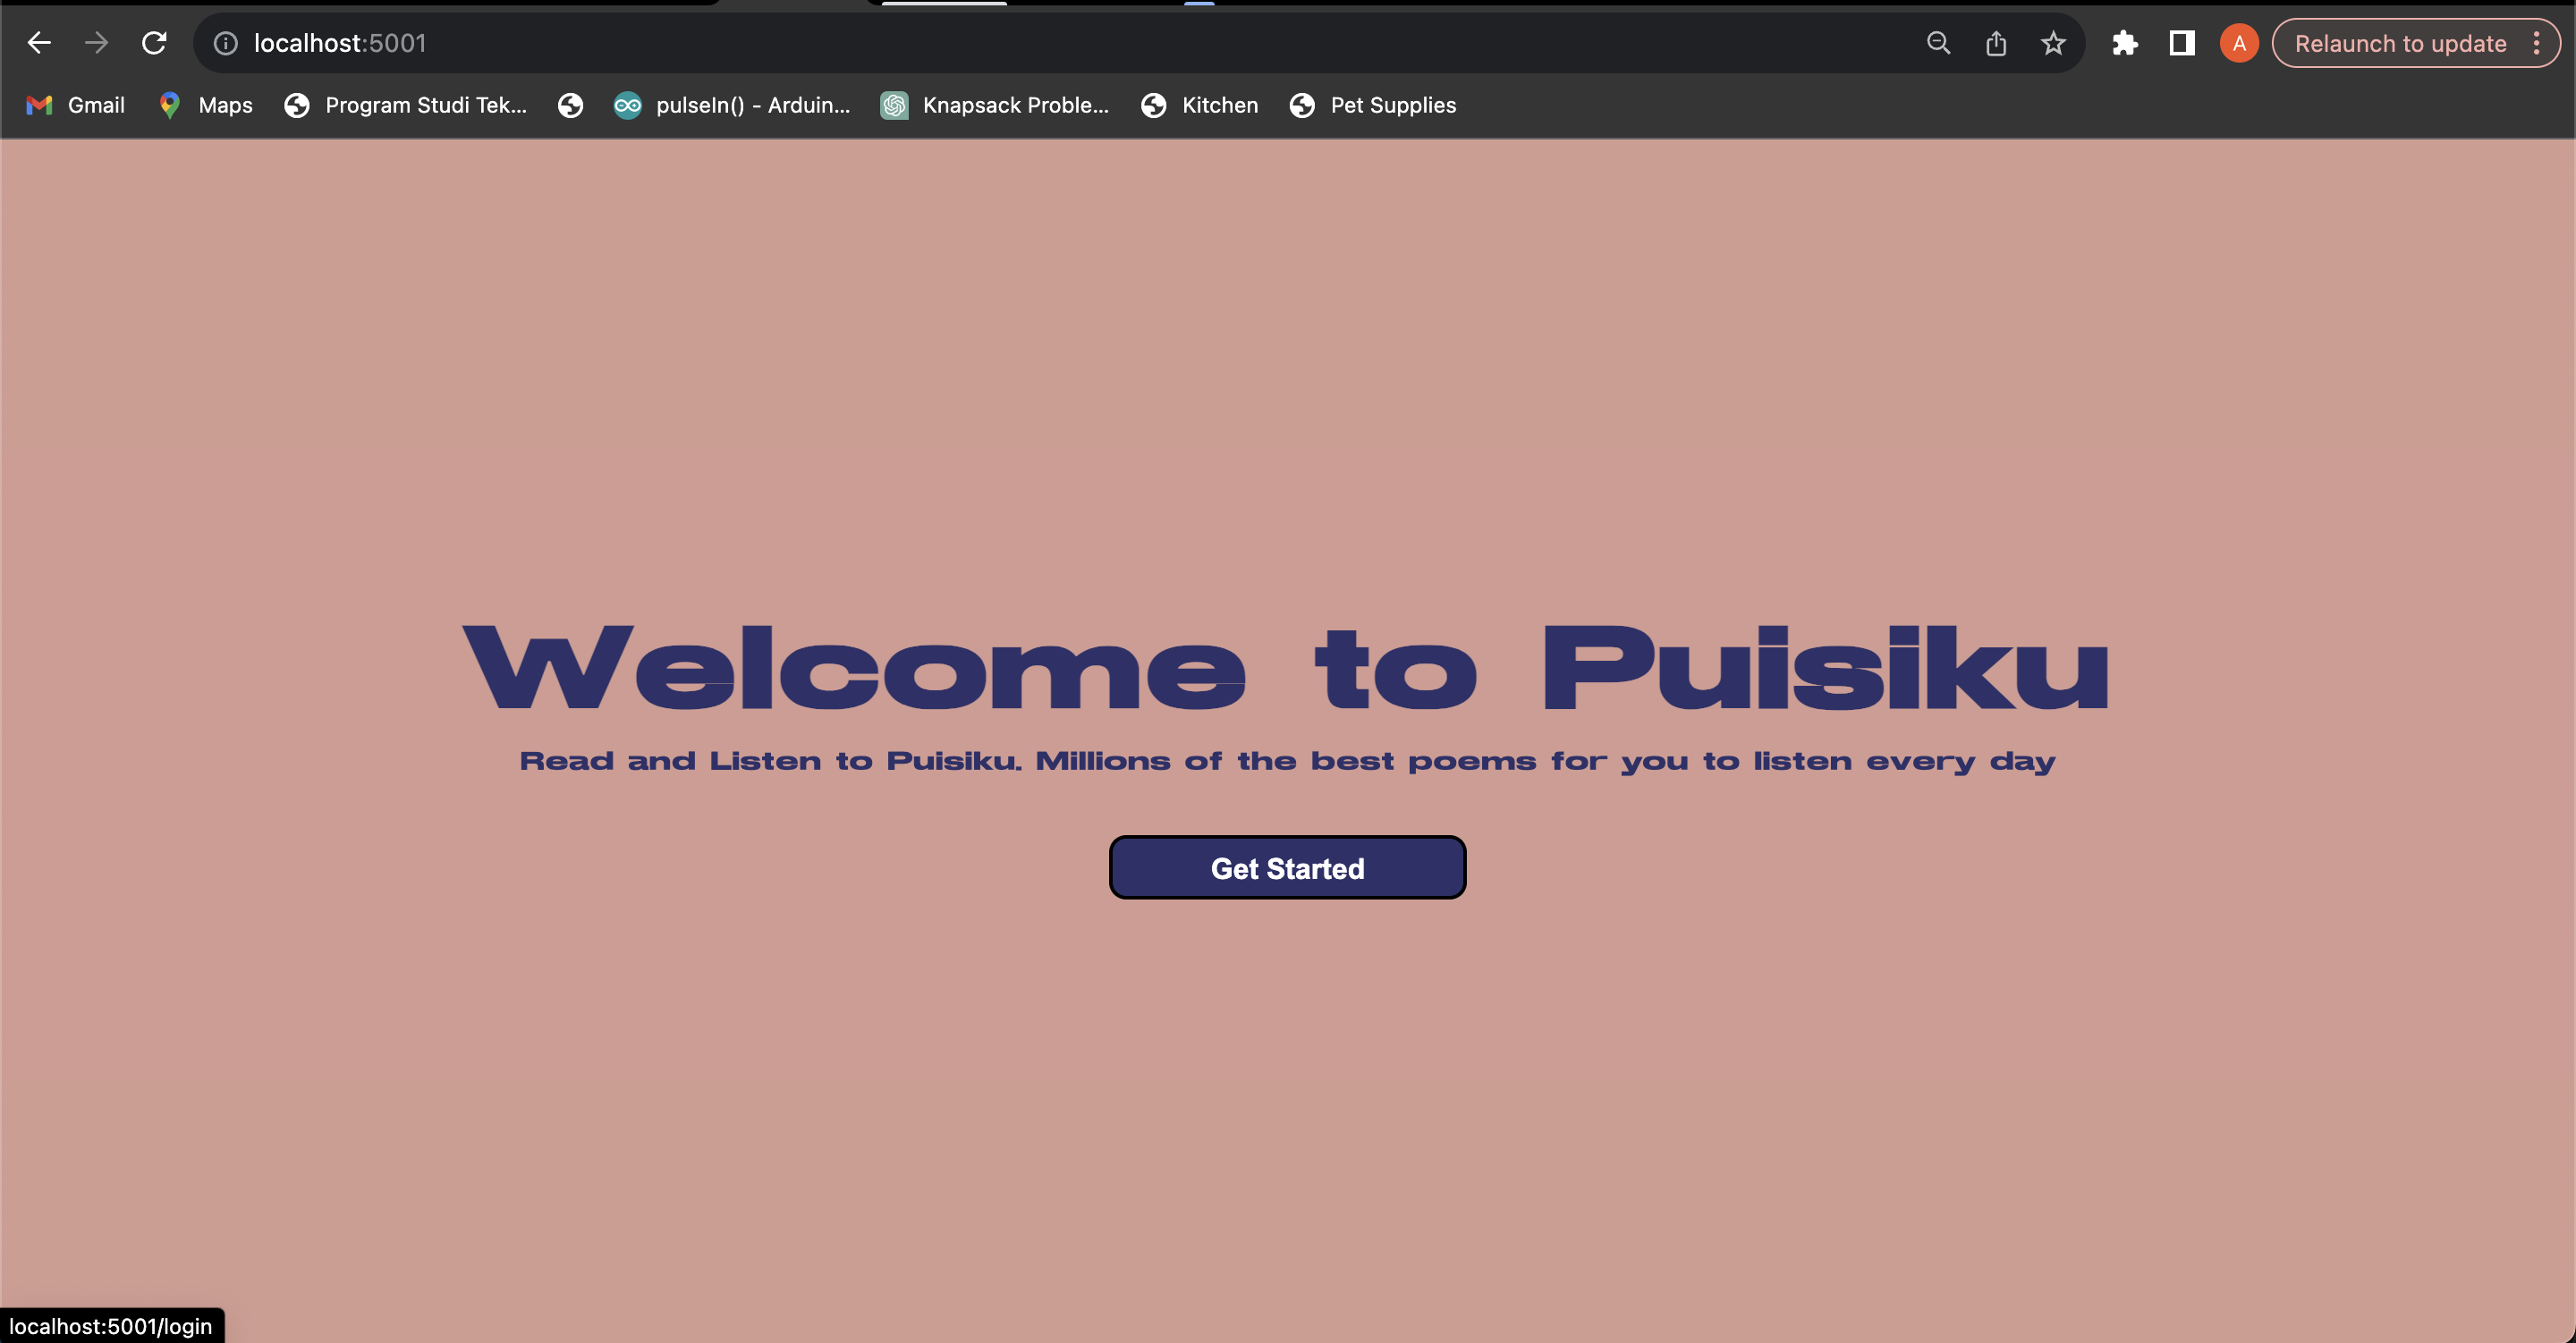 localhost:5001
A
Relaunch to update
Gmail Maps Program Studi Tek... pulseIn() - Arduin... Knapsack Proble... Kitchen Pet Supplies
Welcome to Puisiku
Read and Listen to Puisiku. Millions of the best poems for you to listen every day
Get Started
localhost:5001/login